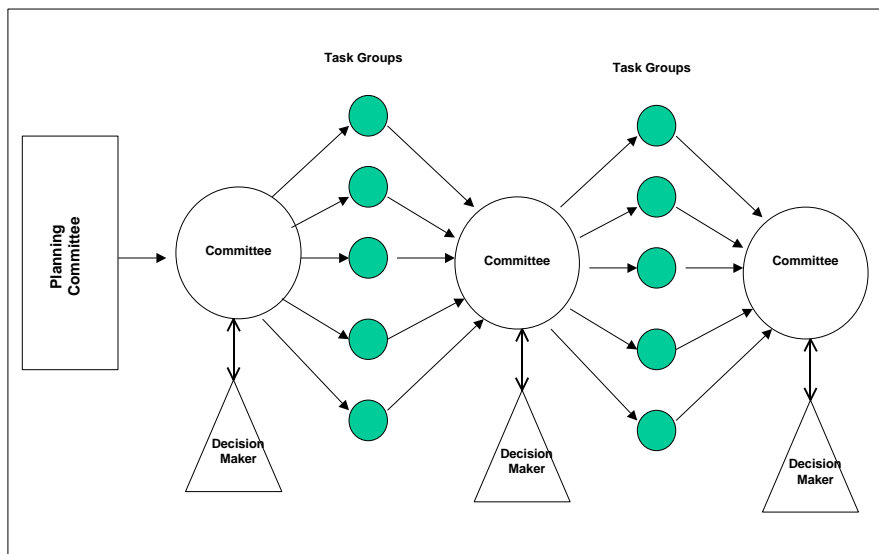 Task Groups
Task Groups
Planning
Committee
Committee
Committee
Committee
Decision
Maker
Decision
Maker
Decision
Maker